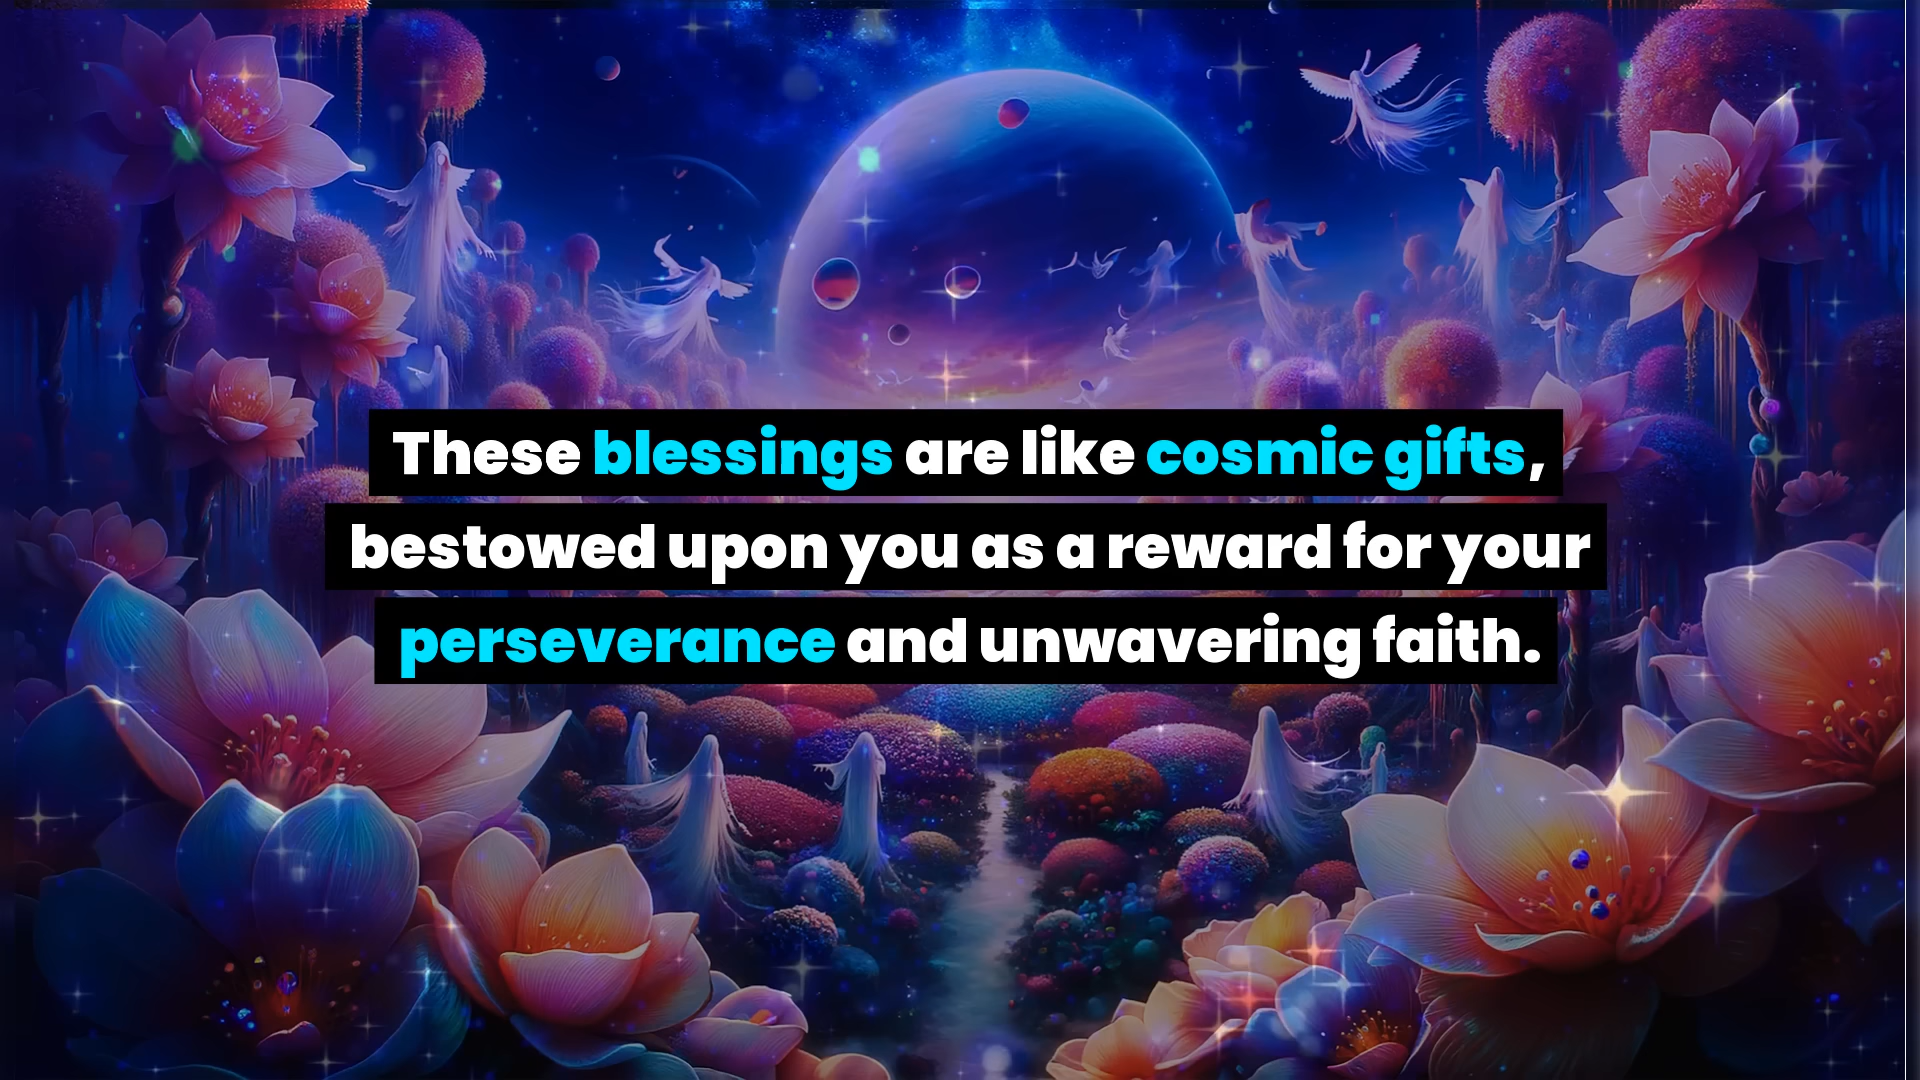 These blessings are like cosmic gifts,
bestowed upon you as a reward for your
perseverance and unwavering faith.